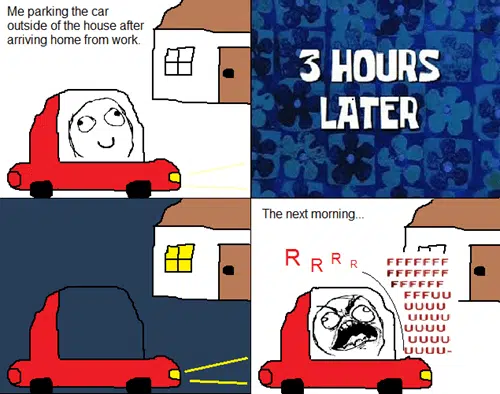 Me parking the car
outside of the house after
arriving home from work.
3 HOURS
LATER
The next morning...
R R R R
FFFFFFF
FFFFFFF
FFFFFF
FFFUU
UUUU
UUUU
UUUU
UUUU
UUUU-